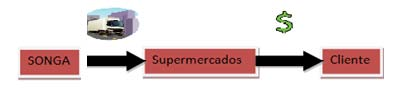 $
SONGA
Supermercados
Cliente